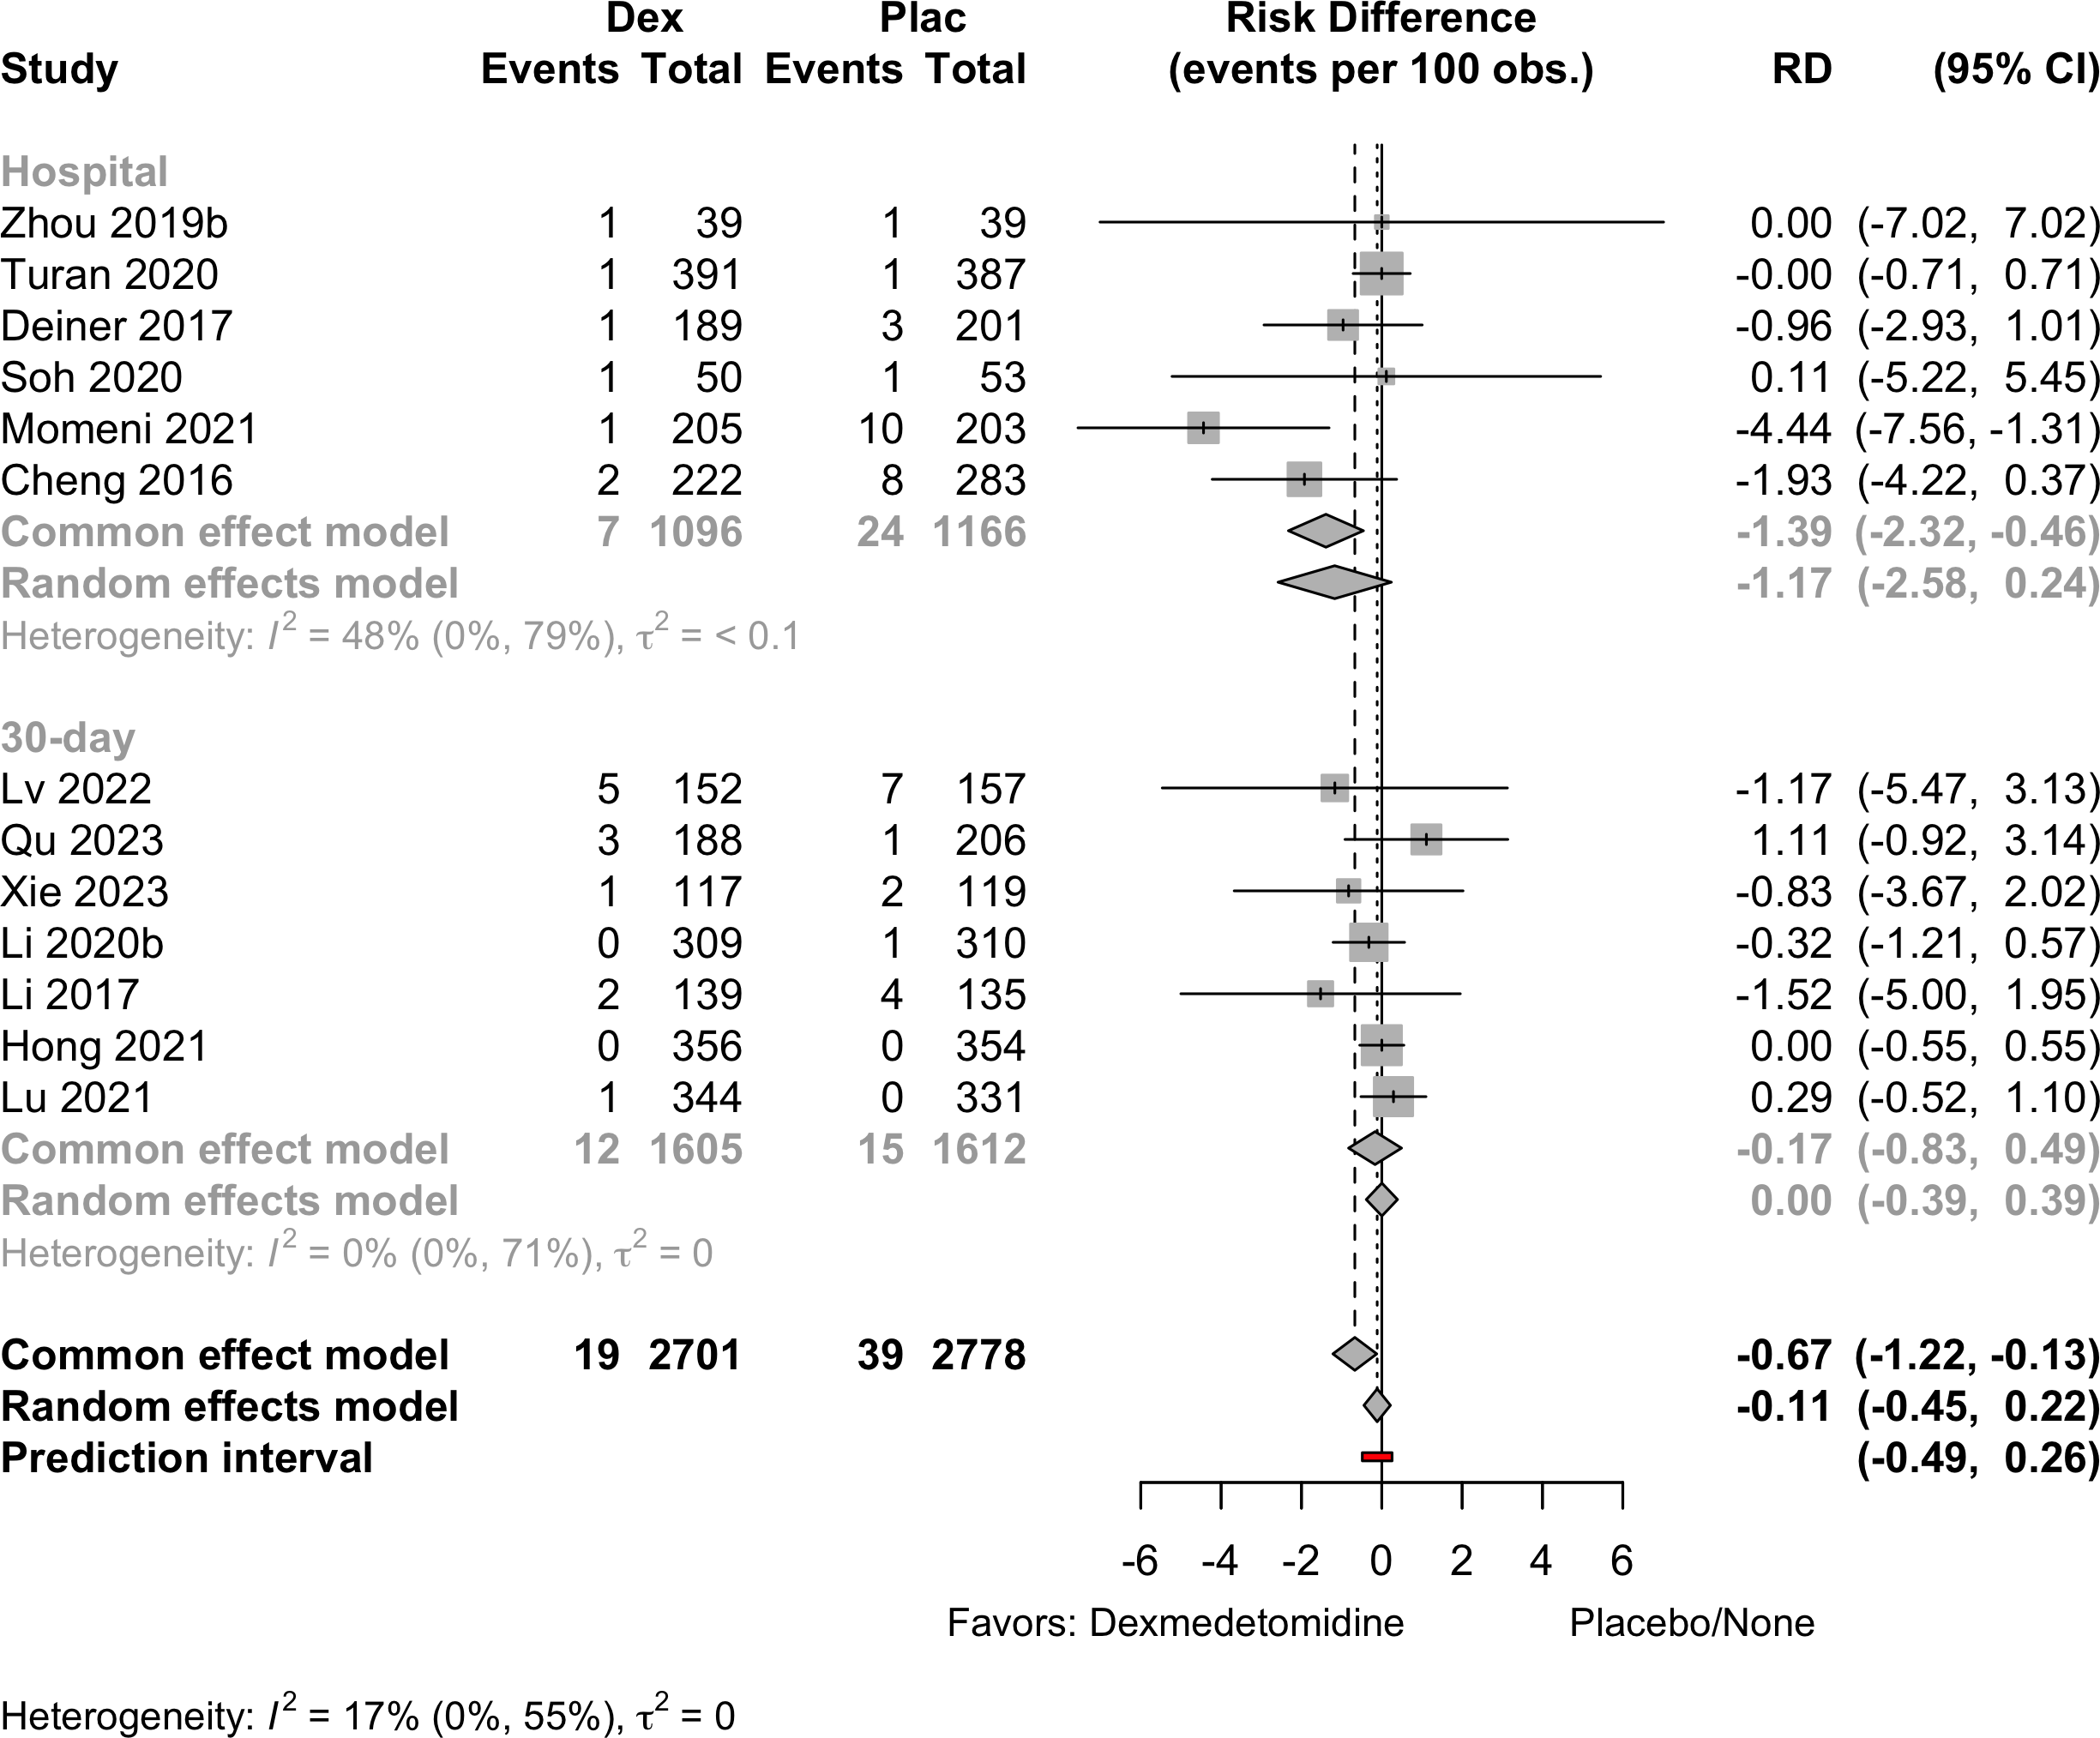 Dex Plac Risk Difference
Study Events Total Events Total (events per 100 obs.) RD (95% CI)
Hospital
Zhou 2019b 1 39 1 39 0.00 (-7.02, 7.02)
Turan 2020 1 391 1 387 -0.00 (-0.71, 0.71)
Deiner 2017 1 189 3 201 -0.96 (-2.93, 1.01)
Soh 2020 1 50 1 53 0.11 (-5.22, 5.45)
Momeni 2021 1 205 10 203 -4.44 (-7.56, -1.31)
Cheng 2016 2 222 8 283 -1.93 (-4.22, 0.37)
Common effect model 7 1096 24 1166 -1.39 (-2.32, -0.46)
Random effects model -1.17 (-2.58, 0.24)
Heterogeneity: I² = 48% (0%, 79%), τ² = < 0.1
30-day
Lv 2022 5 152 7 157 -1.17 (-5.47, 3.13)
Qu 2023 3 188 1 206 1.11 (-0.92, 3.14)
Xie 2023 1 117 2 119 -0.83 (-3.67, 2.02)
Li 2020b 0 309 1 310 -0.32 (-1.21, 0.57)
Li 2017 2 139 4 135 -1.52 (-5.00, 1.95)
Hong 2021 0 356 0 354 0.00 (-0.55, 0.55)
Lu 2021 1 344 0 331 0.29 (-0.52, 1.10)
Common effect model 12 1605 15 1612 -0.17 (-0.83, 0.49)
Random effects model 0.00 (-0.39, 0.39)
Heterogeneity: I² = 0% (0%, 71%), τ² = 0
Common effect model 19 2701 39 2778 -0.67 (-1.22, -0.13)
Random effects model -0.11 (-0.45, 0.22)
Prediction interval (-0.49, 0.26)
-6 -4 -2 0 2 4 6
Favors: Dexmedetomidine Placebo/None
Heterogeneity: I² = 17% (0%, 55%), τ² = 0